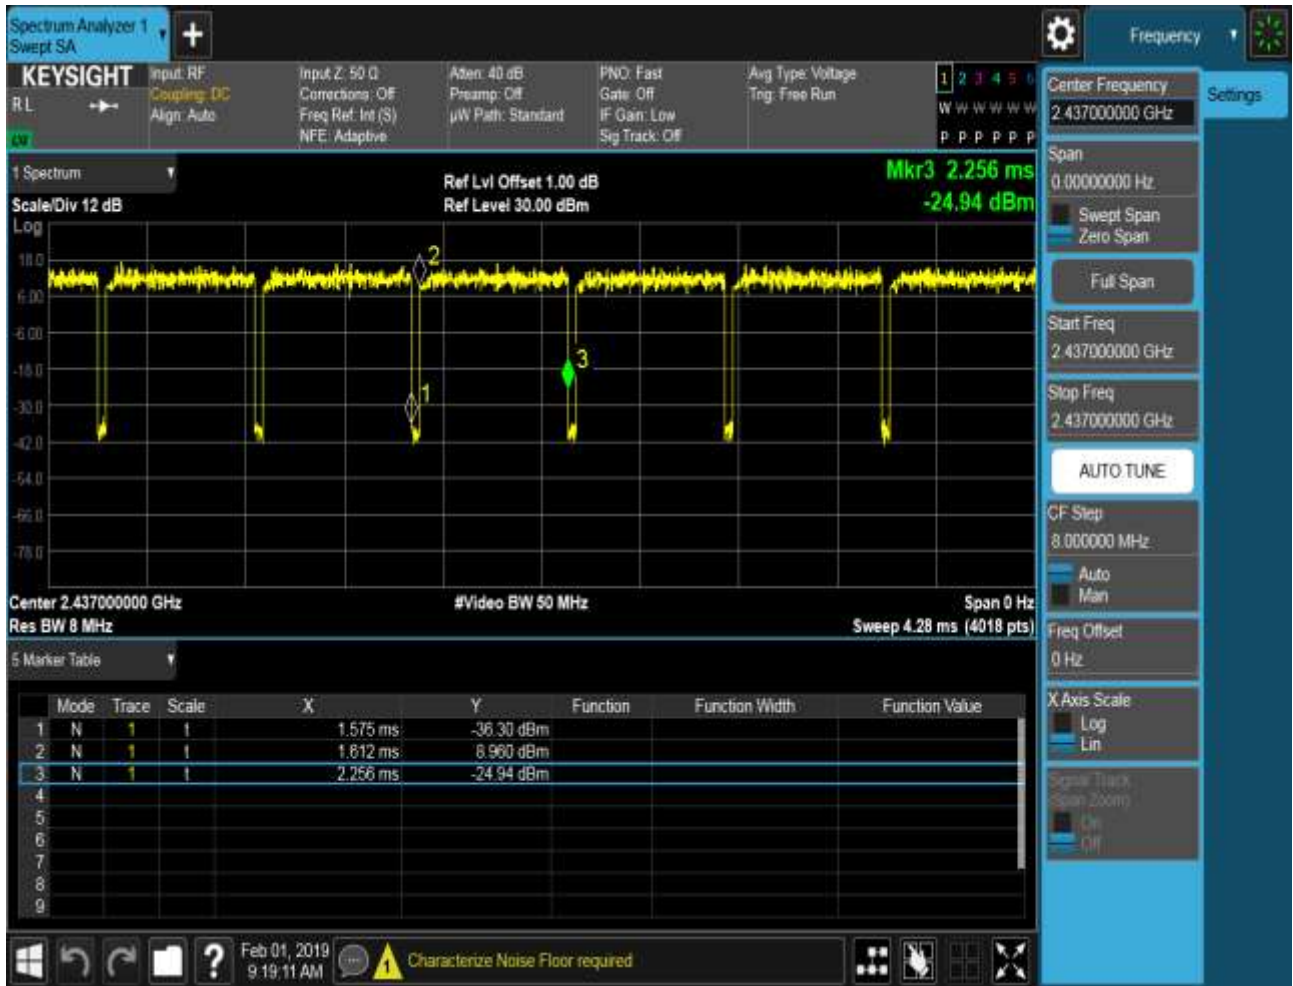 Spectrum Analyzer 1
Swept SA
+
Frequency
KEYSIGHT
R L
Input: RF
Coupling: DC
Align: Auto
Input Z: 50 Ω
Corrections: Off
Freq Ref: Int (S)
NFE: Adaptive
Atten: 40 dB
Preamp: Off
µW Path: Standard
PNO: Fast
Gate: Off
IF Gain: Low
Sig Track: Off
Avg Type: Voltage
Trig: Free Run
1 2 3 4 5 6
W W W W W W
P P P P P P
1 Spectrum
Scale/Div 12 dB
Ref Lvl Offset 1.00 dB
Ref Level 30.00 dBm
Mkr3 2.256 ms
-24.94 dBm
Log
18.0
6.00
-6.00
-18.0
-30.0
-42.0
-54.0
-66.0
-78.0
2
3
1
Center 2.437000000 GHz
#Video BW 50 MHz
Span 0 Hz
Res BW 8 MHz
Sweep 4.28 ms (4018 pts)
5 Marker Table
Mode Trace Scale X Y Function Function Width Function Value
1 N 1 t 1.575 ms -36.30 dBm
2 N 1 t 1.612 ms 8.960 dBm
3 N 1 t 2.256 ms -24.94 dBm
4
5
6
7
8
9
Center Frequency
2.437000000 GHz
Settings
Span
0.00000000 Hz
Swept Span
Zero Span
Full Span
Start Freq
2.437000000 GHz
Stop Freq
2.437000000 GHz
AUTO TUNE
CF Step
8.000000 MHz
Auto
Man
Freq Offset
0 Hz
X Axis Scale
Log
Lin
Signal Track
(Span Zoom)
On
Off
?
Feb 01, 2019
9:19:11 AM
1
Characterize Noise Floor required